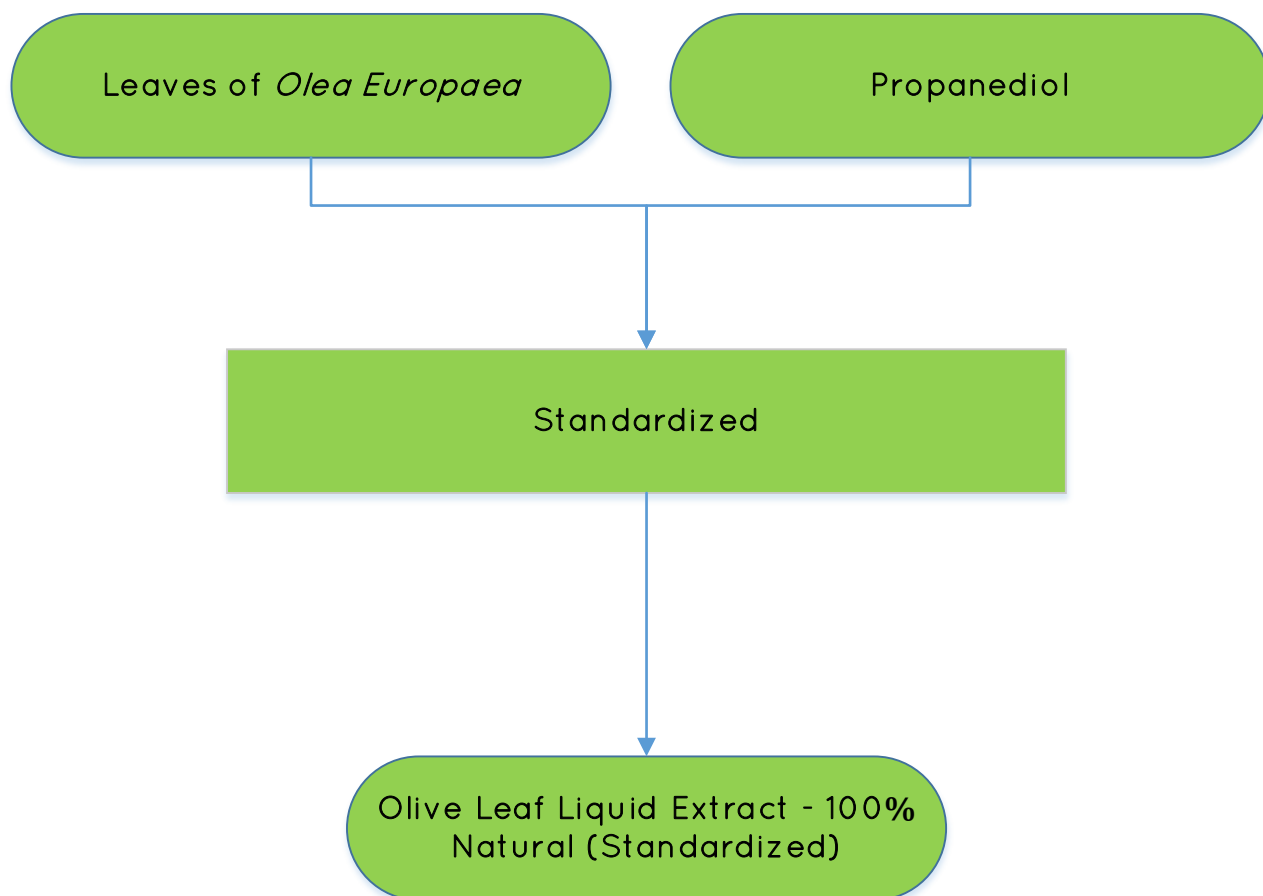 Leaves of Olea Europaea
Propanediol
Standardized
Olive Leaf Liquid Extract - 100%
Natural (Standardized)